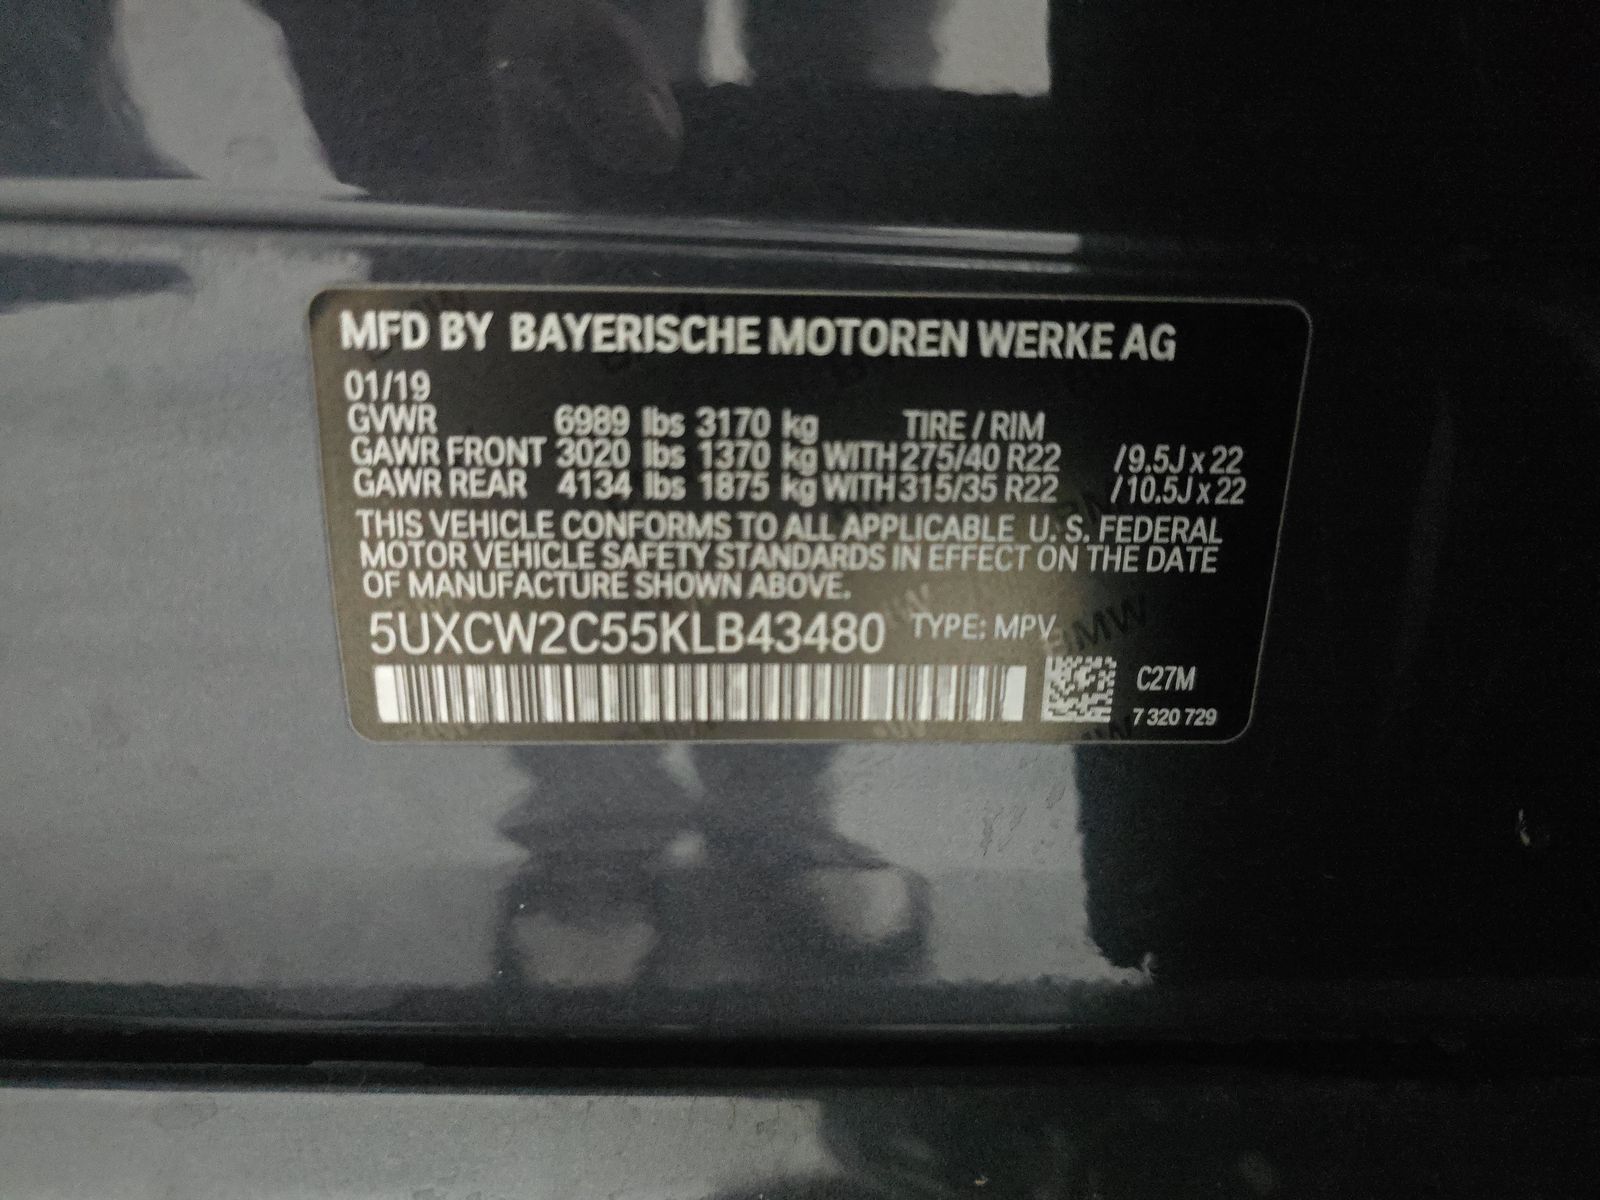 MFD BY BAYERISCHE MOTOREN WERKE AG
01/19
GVWR 6989 lbs 3170 kg TIRE / RIM
GAWR FRONT 3020 lbs 1370 kg WITH 275/40 R22 /9.5J x 22
GAWR REAR 4134 lbs 1875 kg WITH 315/35 R22 /10.5J x 22
THIS VEHICLE CONFORMS TO ALL APPLICABLE U. S. FEDERAL
MOTOR VEHICLE SAFETY STANDARDS IN EFFECT ON THE DATE
OF MANUFACTURE SHOWN ABOVE.
5UXCW2C55KLB43480 TYPE: MPV
BMW
C27M
7 320 729